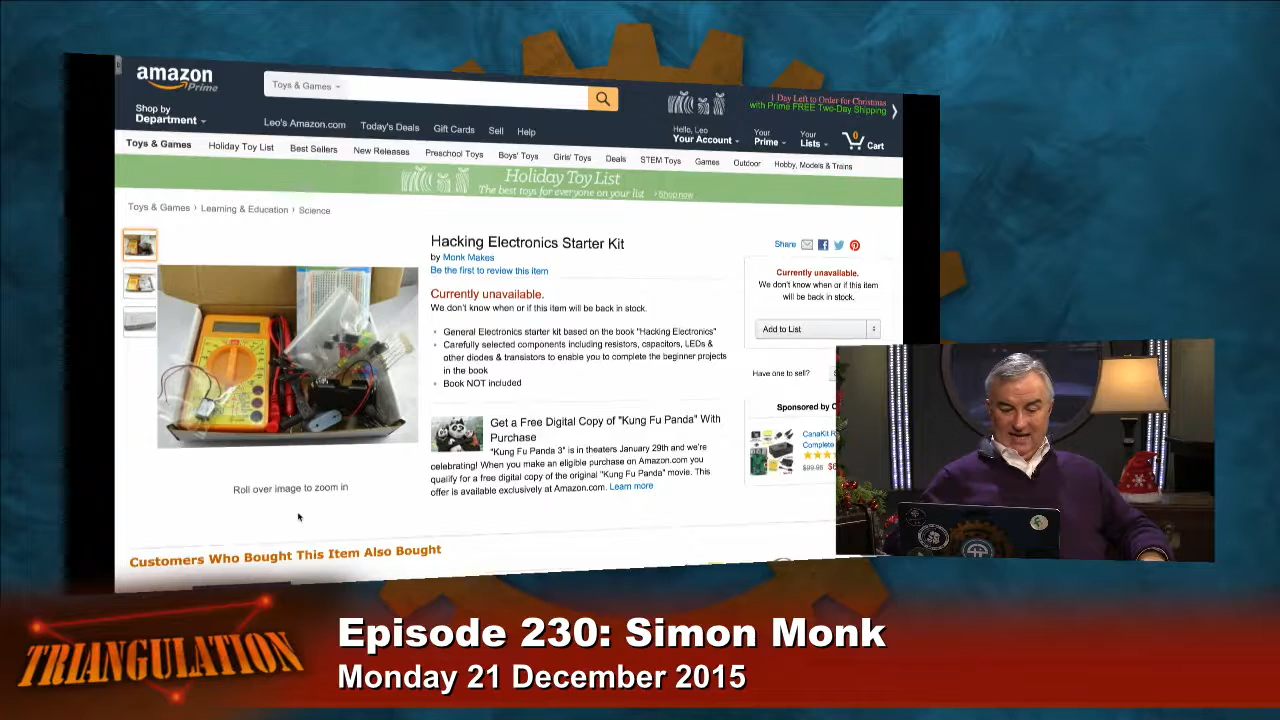 amazon
Prime
Toys & Games
1 Day Left to Order for Christmas
with Prime FREE Two-Day Shipping
Shop by
Department
Leo's Amazon.com
Today's Deals
Gift Cards
Sell
Help
Hello, Leo
Your Account
Your
Prime
Your
Lists
0
Cart
Toys & Games
Holiday Toy List
Best Sellers
New Releases
Preschool Toys
Boys' Toys
Girls' Toys
Deals
STEM Toys
Games
Outdoor
Hobby, Models & Trains
Holiday Toy List
The best toys for everyone on your list
Shop now
Toys & Games › Learning & Education › Science
Hacking Electronics Starter Kit
by Monk Makes
Be the first to review this item
Currently unavailable.
We don't know when or if this item will be back in stock.
General Electronics starter kit based on the book "Hacking Electronics"
Carefully selected components including resistors, capacitors, LEDs &
other diodes & transistors to enable you to complete the beginner projects
in the book
Book NOT included
Get a Free Digital Copy of "Kung Fu Panda" With
Purchase
"Kung Fu Panda 3" is in theaters January 29th and we're
celebrating! When you make an eligible purchase on Amazon.com you
qualify for a free digital copy of the original "Kung Fu Panda" movie. This
offer is available exclusively at Amazon.com. Learn more
Roll over image to zoom in
Customers Who Bought This Item Also Bought
Share
Currently unavailable.
We don't know when or if this item
will be back in stock.
Add to List
Have one to sell?
Sponsored by
CanaKit
Complete
TRIANGULATION
Episode 230: Simon Monk
Monday 21 December 2015